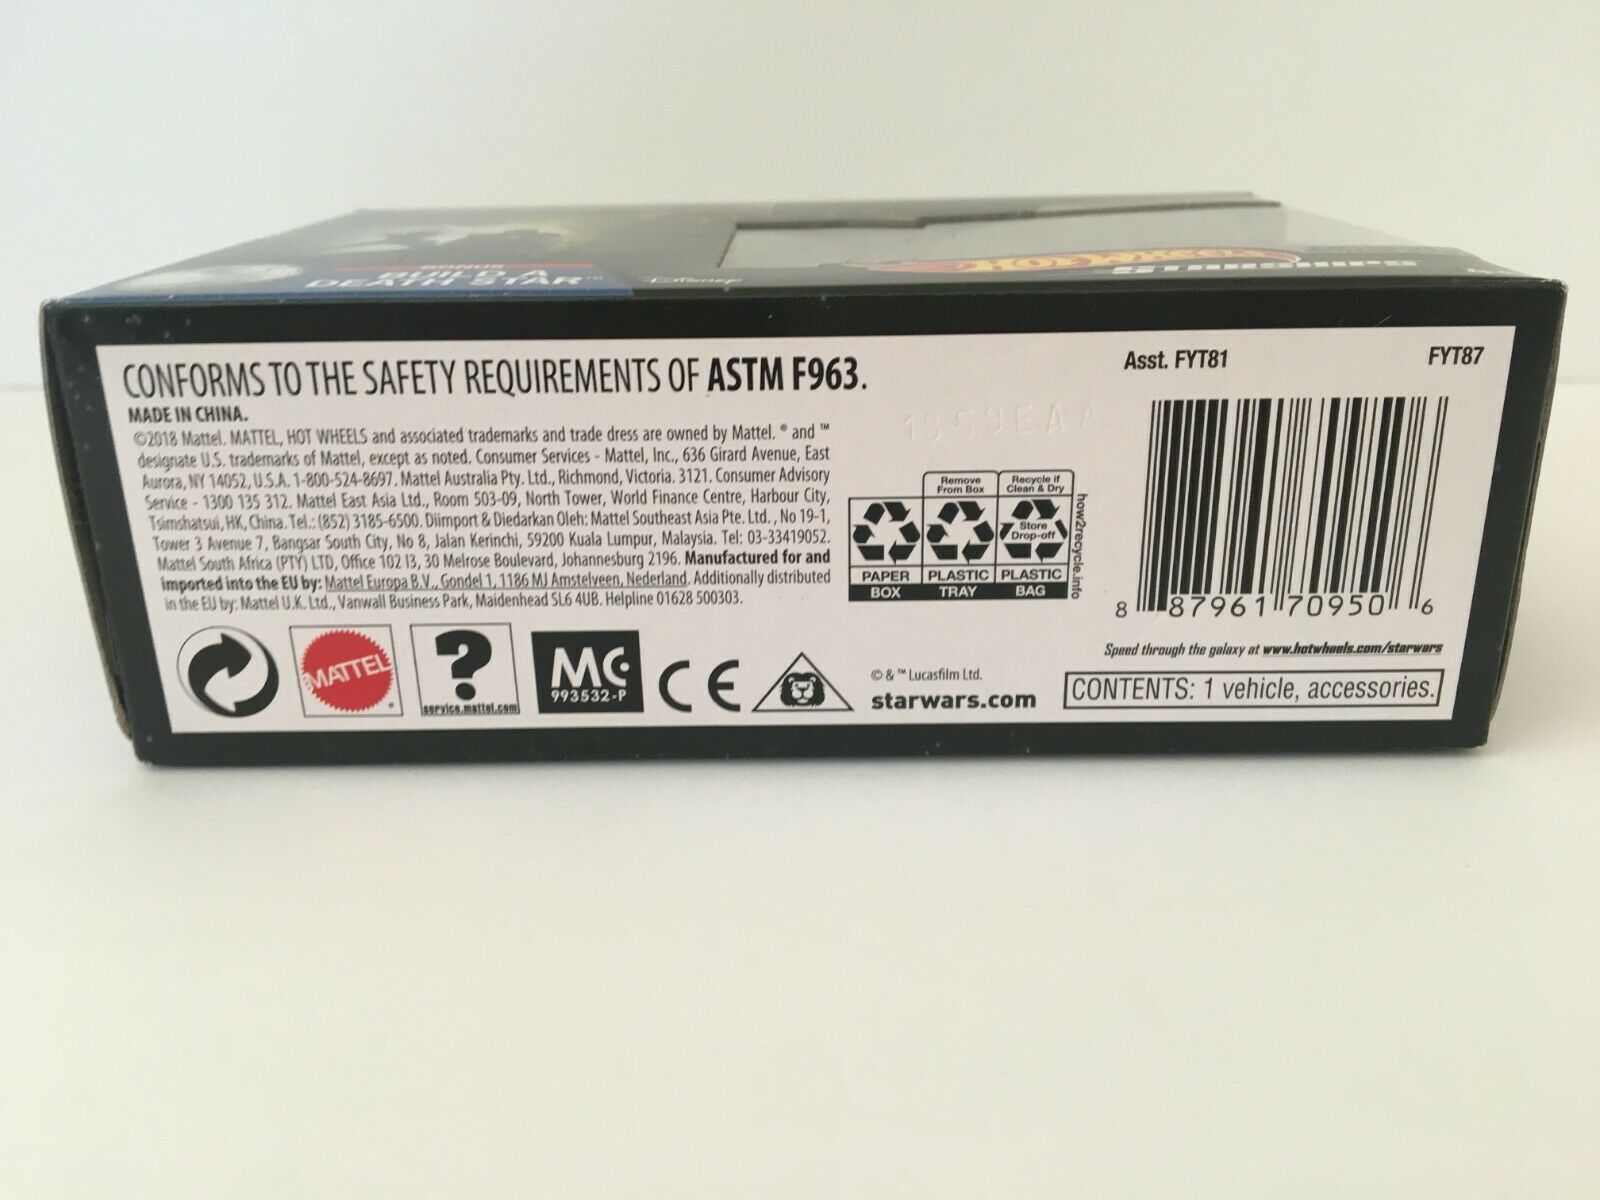 BONUS
BUILD A
DEATH STAR™
Disney
HOT WHEELS
STARSHIPS
CONFORMS TO THE SAFETY REQUIREMENTS OF ASTM F963.
MADE IN CHINA.
©2018 Mattel. MATTEL, HOT WHEELS and associated trademarks and trade dress are owned by Mattel. ® and ™
designate U.S. trademarks of Mattel, except as noted. Consumer Services - Mattel, Inc., 636 Girard Avenue, East
Aurora, NY 14052, U.S.A. 1-800-524-8697. Mattel Australia Pty. Ltd., Richmond, Victoria. 3121. Consumer Advisory
Service - 1300 135 312. Mattel East Asia Ltd., Room 503-09, North Tower, World Finance Centre, Harbour City,
Tsimshatsui, HK, China. Tel.: (852) 3185-6500. Diimport & Diedarkan Oleh: Mattel Southeast Asia Pte. Ltd., No 19-1,
Tower 3 Avenue 7, Bangsar South City, No 8, Jalan Kerinchi, 59200 Kuala Lumpur, Malaysia. Tel: 03-33419052.
Mattel South Africa (PTY) LTD, Office 102 I3, 30 Melrose Boulevard, Johannesburg 2196. Manufactured for and
imported into the EU by: Mattel Europa B.V., Gondel 1, 1186 MJ Amstelveen, Nederland. Additionally distributed
in the EU by: Mattel U.K. Ltd., Vanwall Business Park, Maidenhead SL6 4UB. Helpline 01628 500303.
MATTEL
?
service.mattel.com
MC
993532-P
CE
1859EAA
Remove
From Box
Recycle if
Clean & Dry
Store
Drop-off
PAPER
PLASTIC
PLASTIC
BOX
TRAY
BAG
how2recycle.info
© & ™ Lucasfilm Ltd.
starwars.com
Asst. FYT81
FYT87
8 87961 70950 6
Speed through the galaxy at www.hotwheels.com/starwars
CONTENTS: 1 vehicle, accessories.